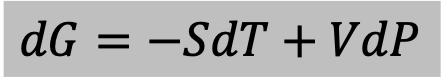 dG = −SdT + VdP